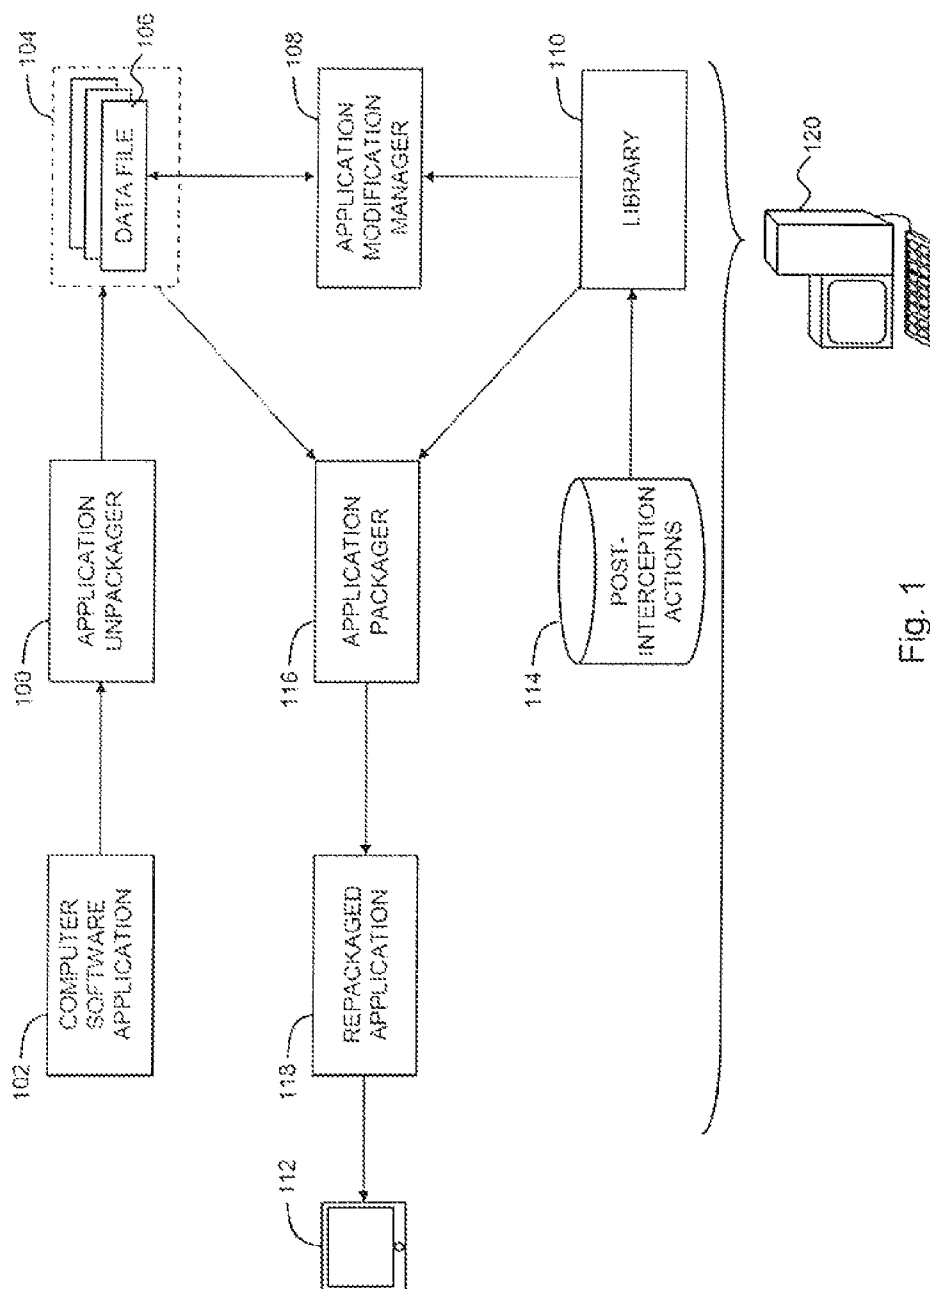 102
COMPUTER
SOFTWARE
APPLICATION
100
APPLICATION
UNPACKAGER
104
106
DATA FILE
112
118
REPACKAGED
APPLICATION
116
APPLICATION
PACKAGER
108
APPLICATION
MODIFICATION
MANAGER
114
POST-
INTERCEPTION
ACTIONS
110
LIBRARY
120
Fig. 1